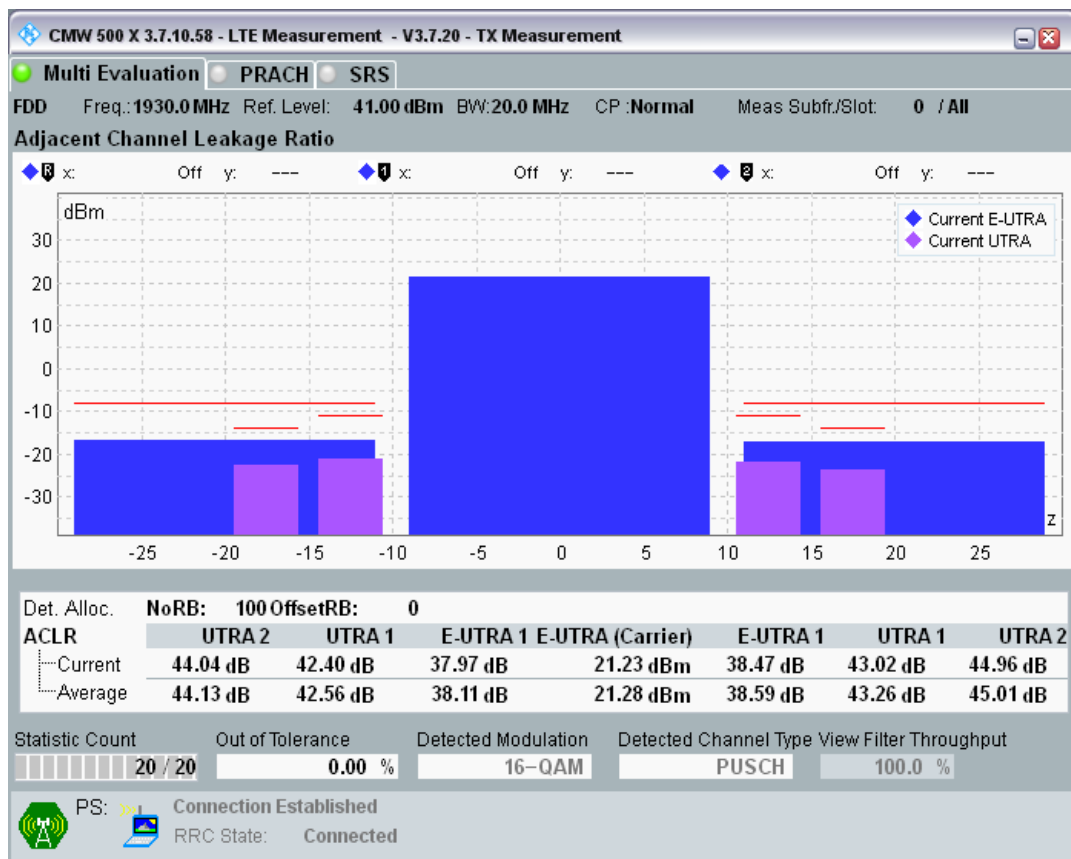 CMW 500 X 3.7.10.58 - LTE Measurement - V3.7.20 - TX Measurement
Multi Evaluation PRACH SRS
FDD Freq.:1930.0 MHz Ref. Level: 41.00 dBm BW:20.0 MHz CP :Normal Meas Subfr./Slot: 0 / All
Adjacent Channel Leakage Ratio
R x: Off y: --- 1 x: Off y: --- 2 x: Off y: ---
dBm
Current E-UTRA
Current UTRA
30
20
10
0
-10
-20
-30
z
-25 -20 -15 -10 -5 0 5 10 15 20 25
Det. Alloc. NoRB: 100 OffsetRB: 0
ACLR UTRA 2 UTRA 1 E-UTRA 1 E-UTRA (Carrier) E-UTRA 1 UTRA 1 UTRA 2
Current 44.04 dB 42.40 dB 37.97 dB 21.23 dBm 38.47 dB 43.02 dB 44.96 dB
Average 44.13 dB 42.56 dB 38.11 dB 21.28 dBm 38.59 dB 43.26 dB 45.01 dB
Statistic Count Out of Tolerance Detected Modulation Detected Channel Type View Filter Throughput
20 / 20 0.00 % 16-QAM PUSCH 100.0 %
PS: Connection Established
RRC State: Connected